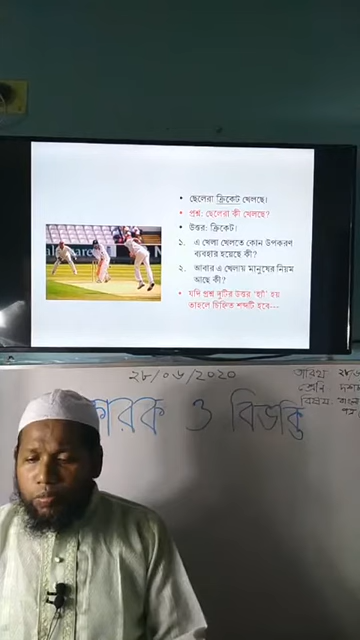 ছেলেরা ক্রিকেট খেলছে।
প্রশ্ন: ছেলেরা কী খেলছে?
উত্তর: ক্রিকেট।
১. এ খেলা খেলতে কোন উপকরণ
ব্যবহার হয়েছে কী?
২. আবার এ খেলায় মানুষের নিয়ম
আছে কী?
যদি প্রশ্ন দুটির উত্তর ‘হ্যাঁ’ হয়
তাহলে চিহ্নিত শব্দটি হবে---
২৮/০৬/২০২০
তারিখ
শ্রেণি
বিষয়:
কারক ও বিভক্তি